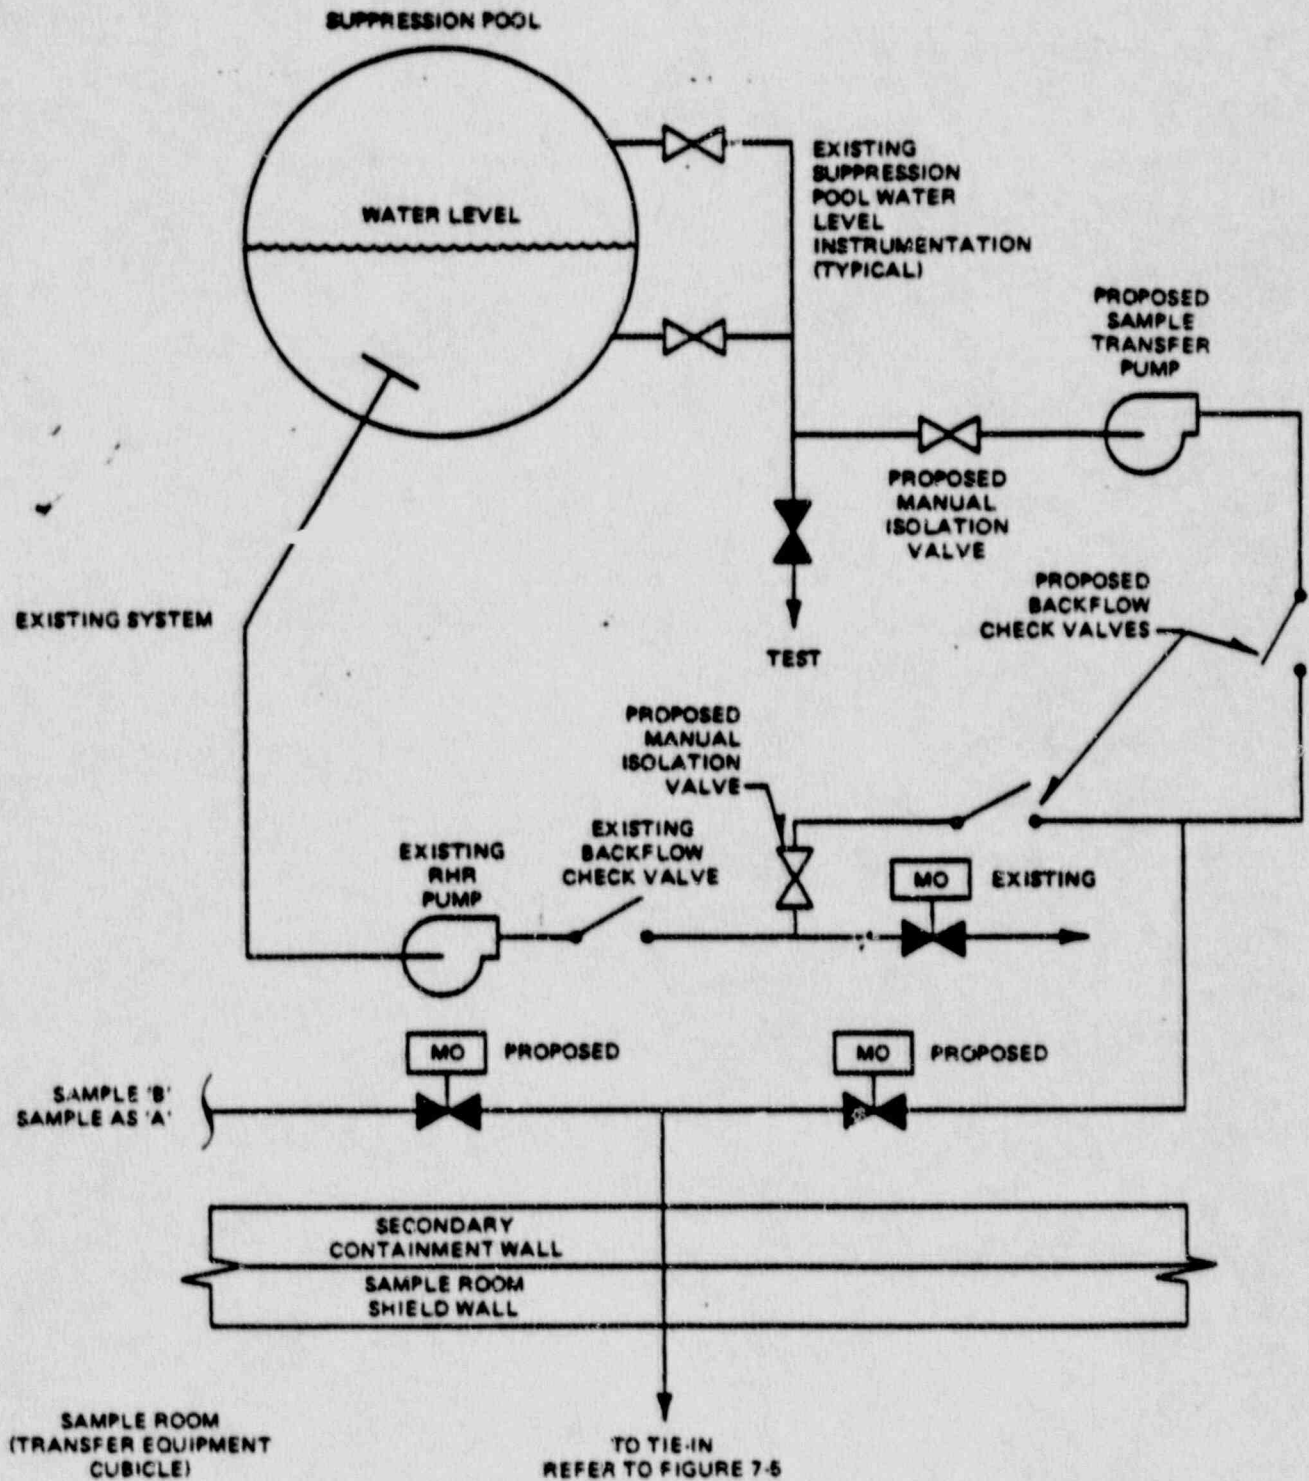 SUPPRESSION POOL
WATER LEVEL
EXISTING
SUPPRESSION
POOL WATER
LEVEL
INSTRUMENTATION
(TYPICAL)
PROPOSED
SAMPLE
TRANSFER
PUMP
PROPOSED
MANUAL
ISOLATION
VALVE
EXISTING SYSTEM
TEST
PROPOSED
BACKFLOW
CHECK VALVES
PROPOSED
MANUAL
ISOLATION
VALVE
EXISTING
RHR
PUMP
EXISTING
BACKFLOW
CHECK VALVE
MO EXISTING
MO PROPOSED
MO PROPOSED
SAMPLE 'B'
SAMPLE AS 'A'
SECONDARY
CONTAINMENT WALL
SAMPLE ROOM
SHIELD WALL
SAMPLE ROOM
(TRANSFER EQUIPMENT
CUBICLE)
TO TIE-IN
REFER TO FIGURE 7-5